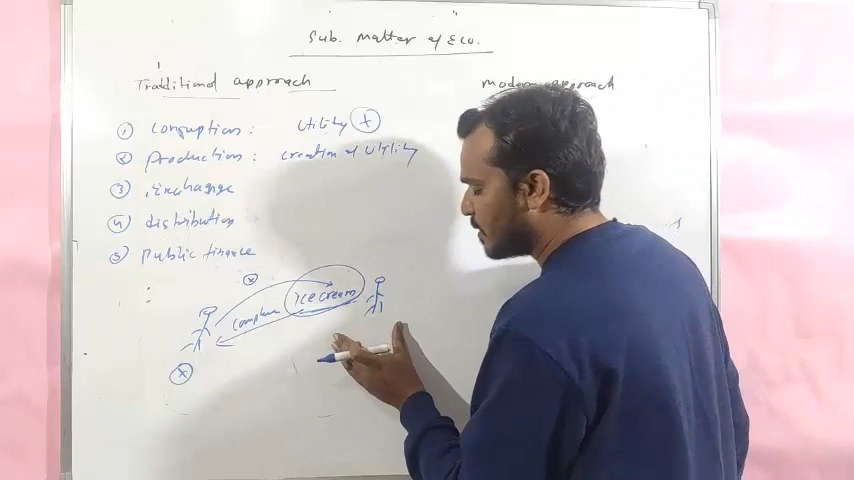 Sub. Matter of Eco.
Traditional approach
modern approach
① Conjuption: Utility +
② Production: Creation of Utility
③ Exchange
④ distribution
⑤ Public finance
ice cream